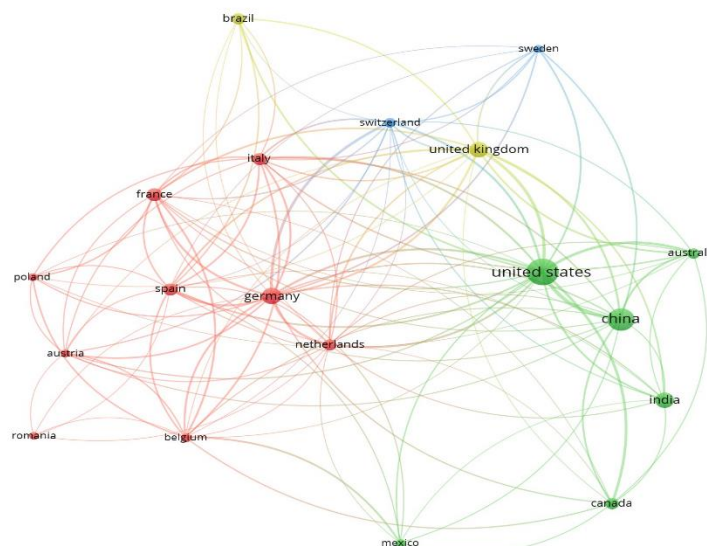 brazil
sweden
switzerland
united kingdom
italy
france
austral
poland
united states
spain
germany
china
netherlands
austria
india
romania
belgium
canada
mexico